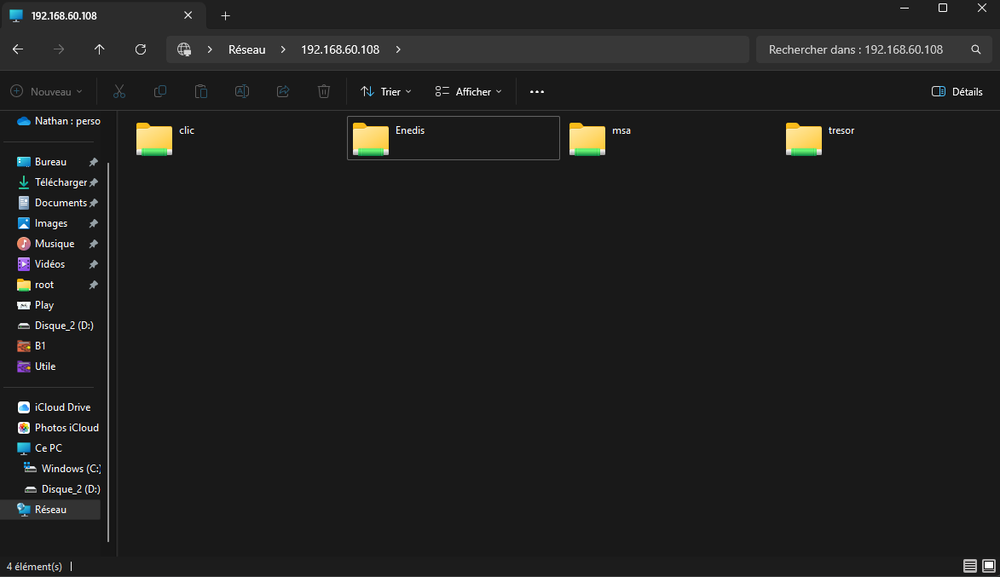 192.168.60.108
Réseau > 192.168.60.108 >
Rechercher dans : 192.168.60.108
Nouveau
Trier
Afficher
Détails
Nathan : perso
Bureau
Télécharger
Documents
Images
Musique
Vidéos
root
Play
Disque_2 (D:)
B1
Utile
iCloud Drive
Photos iCloud
Ce PC
Windows (C:)
Disque_2 (D:)
Réseau
clic
Enedis
msa
tresor
4 élément(s)